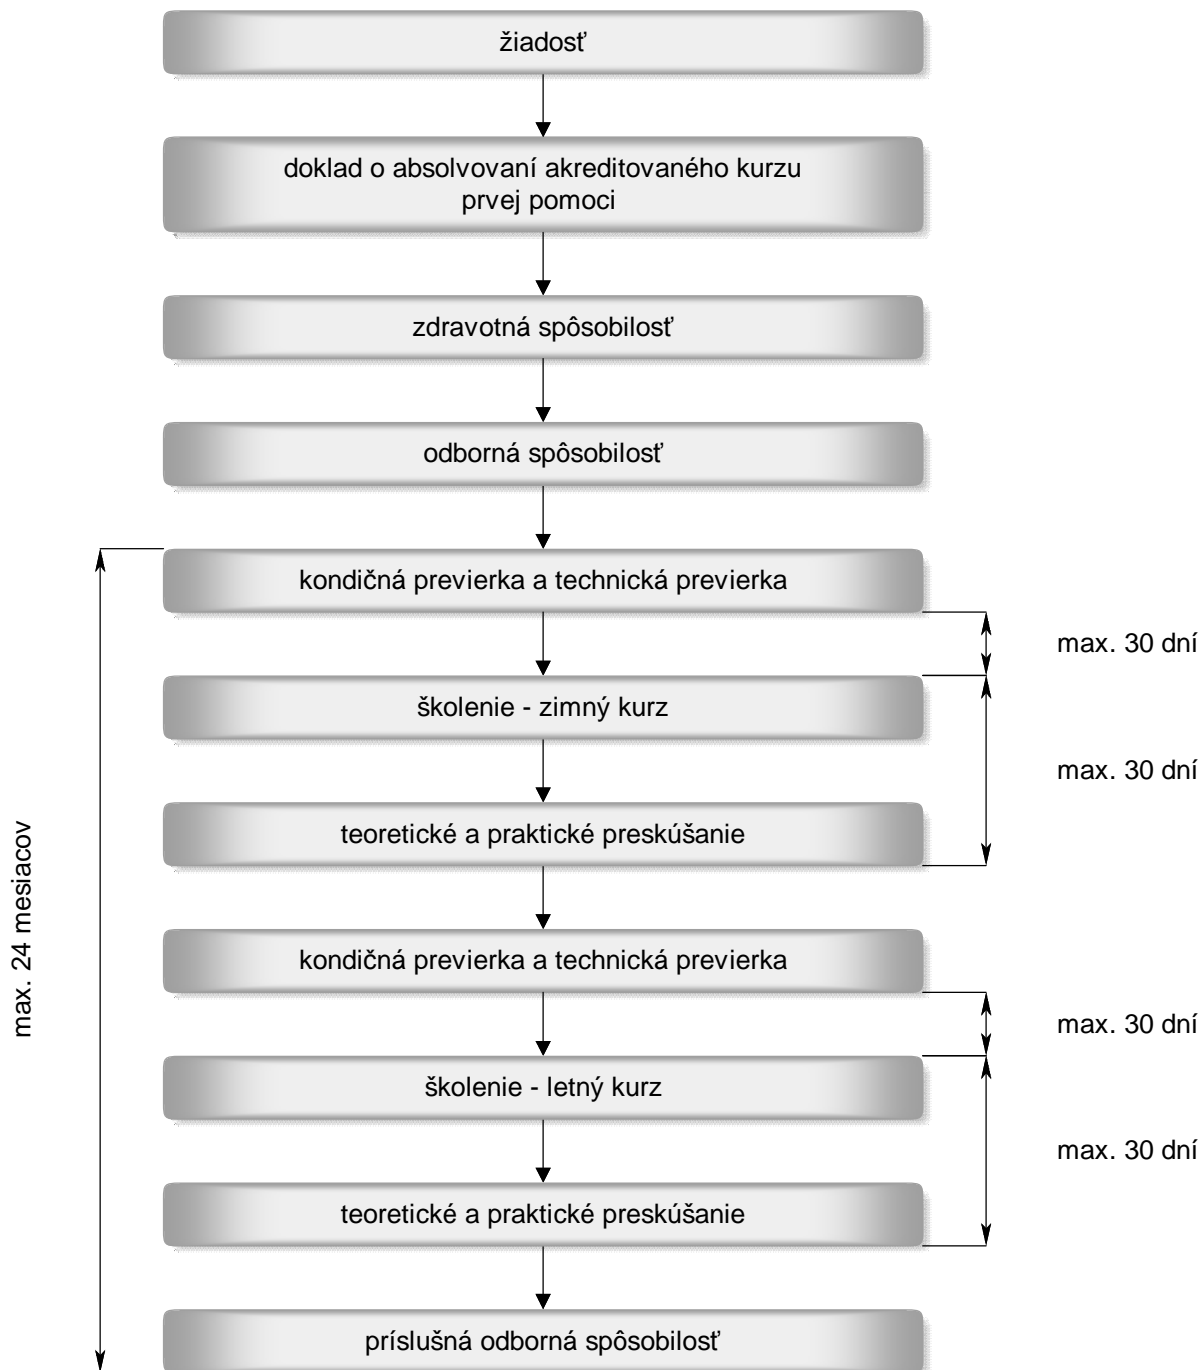 žiadosť
doklad o absolvovaní akreditovaného kurzu
prvej pomoci
zdravotná spôsobilosť
odborná spôsobilosť
kondičná previerka a technická previerka
max. 30 dní
školenie - zimný kurz
max. 30 dní
teoretické a praktické preskúšanie
max. 24 mesiacov
kondičná previerka a technická previerka
max. 30 dní
školenie - letný kurz
max. 30 dní
teoretické a praktické preskúšanie
príslušná odborná spôsobilosť